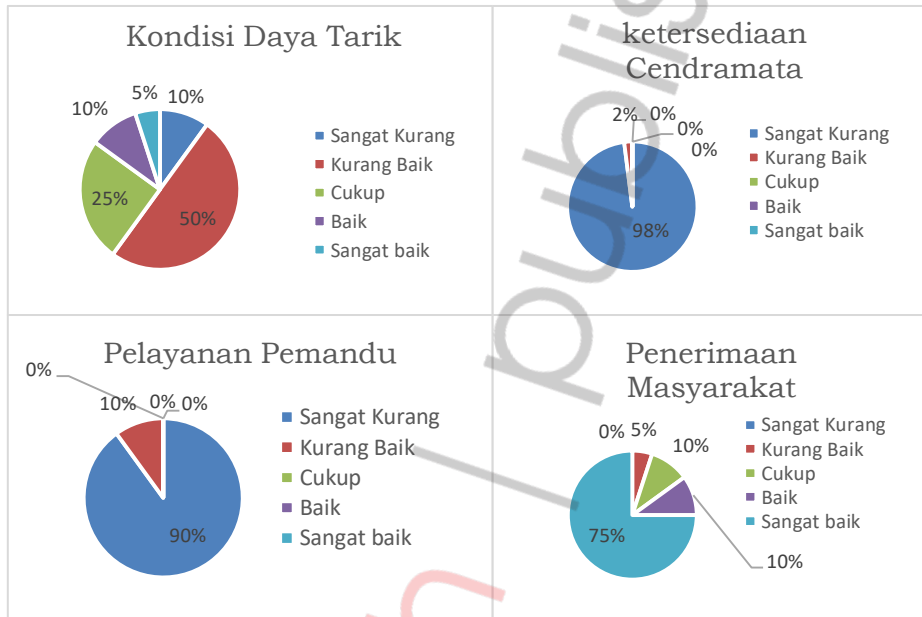 Kondisi Daya Tarik
5%
10%
10%
25%
50%
Sangat Kurang
Kurang Baik
Cukup
Baik
Sangat baik
ketersediaan
Cendramata
2%
0%
0%
0%
98%
Sangat Kurang
Kurang Baik
Cukup
Baik
Sangat baik
Pelayanan Pemandu
0%
10%
0%
0%
90%
Sangat Kurang
Kurang Baik
Cukup
Baik
Sangat baik
Penerimaan
Masyarakat
0%
5%
10%
75%
10%
Sangat Kurang
Kurang Baik
Cukup
Baik
Sangat baik
n | publis